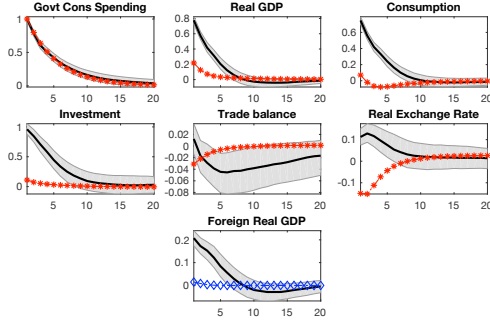 Govt Cons Spending
1
0.5
0
5 10 15 20
Real GDP
0.8
0.6
0.4
0.2
0
5 10 15 20
Consumption
0.6
0.4
0.2
0
5 10 15 20
Investment
1
0.5
0
5 10 15 20
Trade balance
0.02
0
-0.02
-0.04
-0.06
-0.08
5 10 15 20
Real Exchange Rate
0.1
0
-0.1
5 10 15 20
Foreign Real GDP
0.2
0.1
0
5 10 15 20